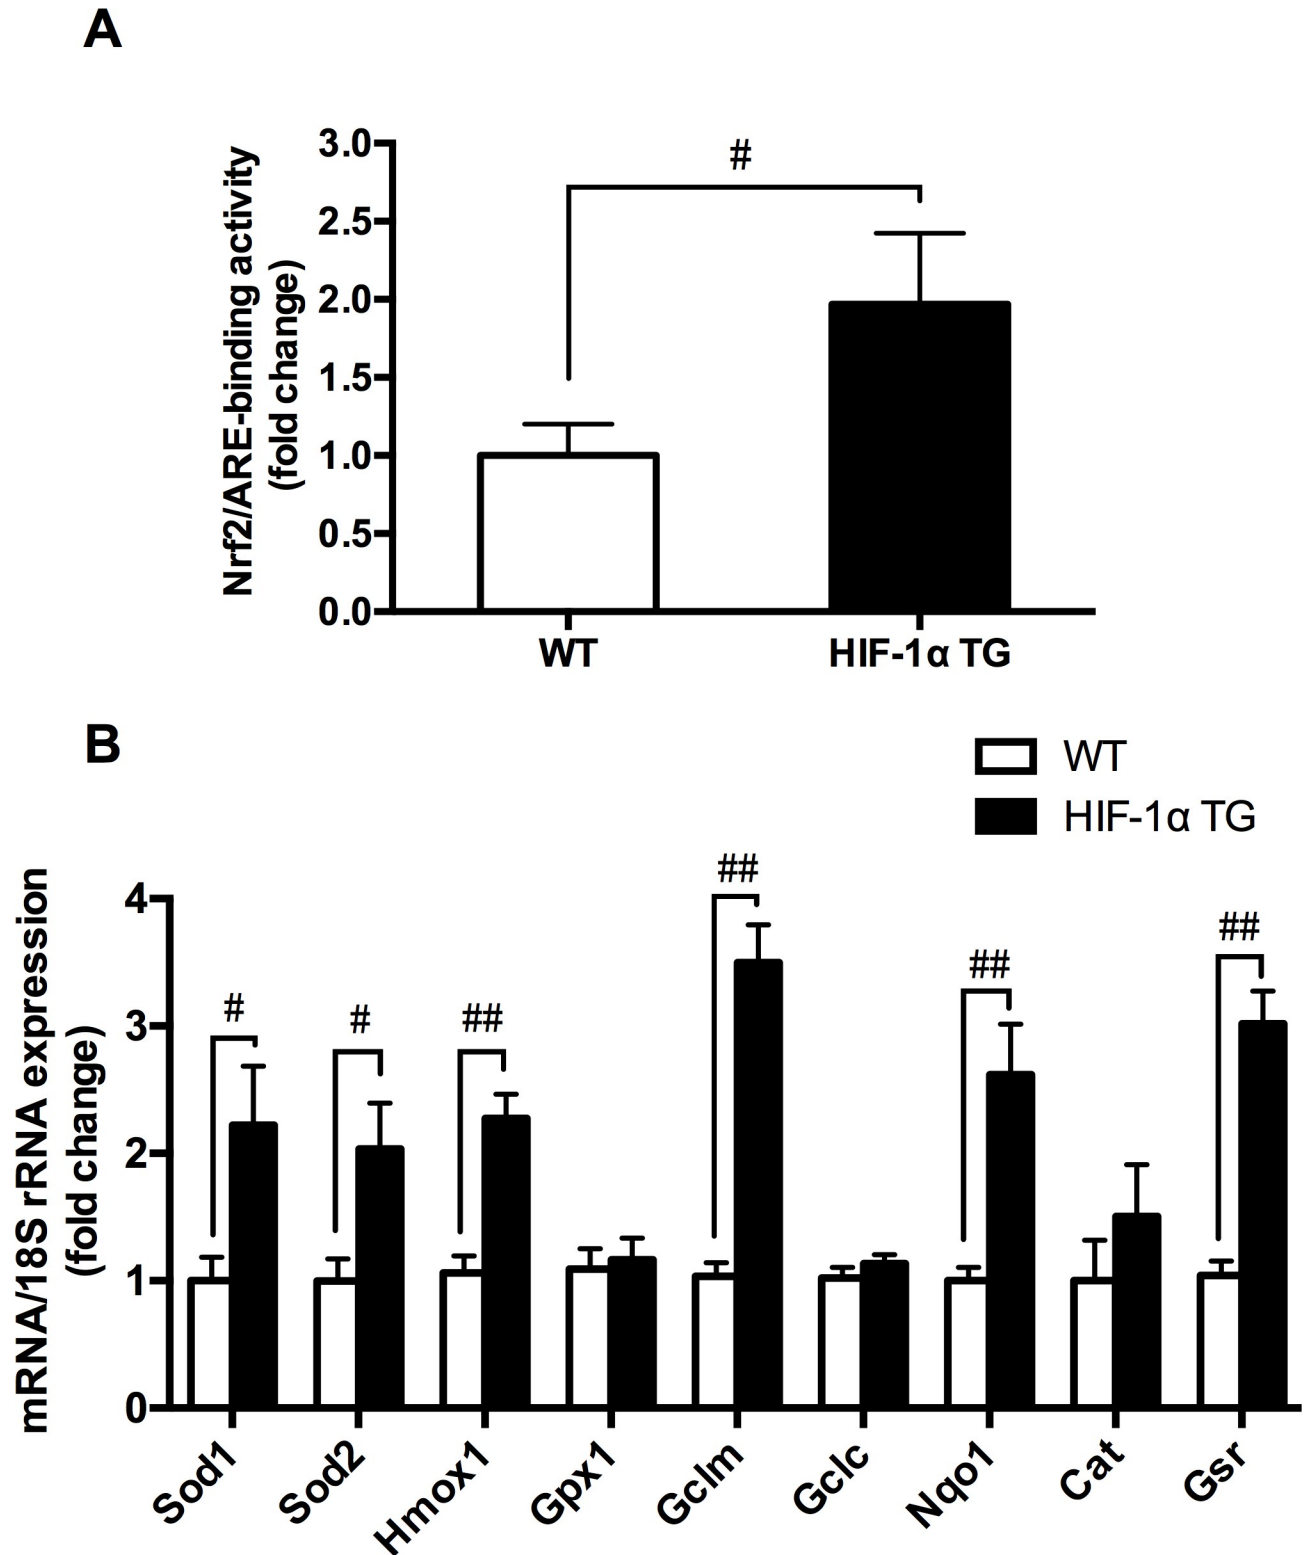 A
Nrf2/ARE-binding activity
(fold change)
3.0
2.5
2.0
1.5
1.0
0.5
0.0
#
WT
HIF-1α TG
B
WT
HIF-1α TG
mRNA/18S rRNA expression
(fold change)
4
3
2
1
0
# # ## ## ## ##
Sod1 Sod2 Hmox1 Gpx1 Gclm Gclc Nqo1 Cat Gsr